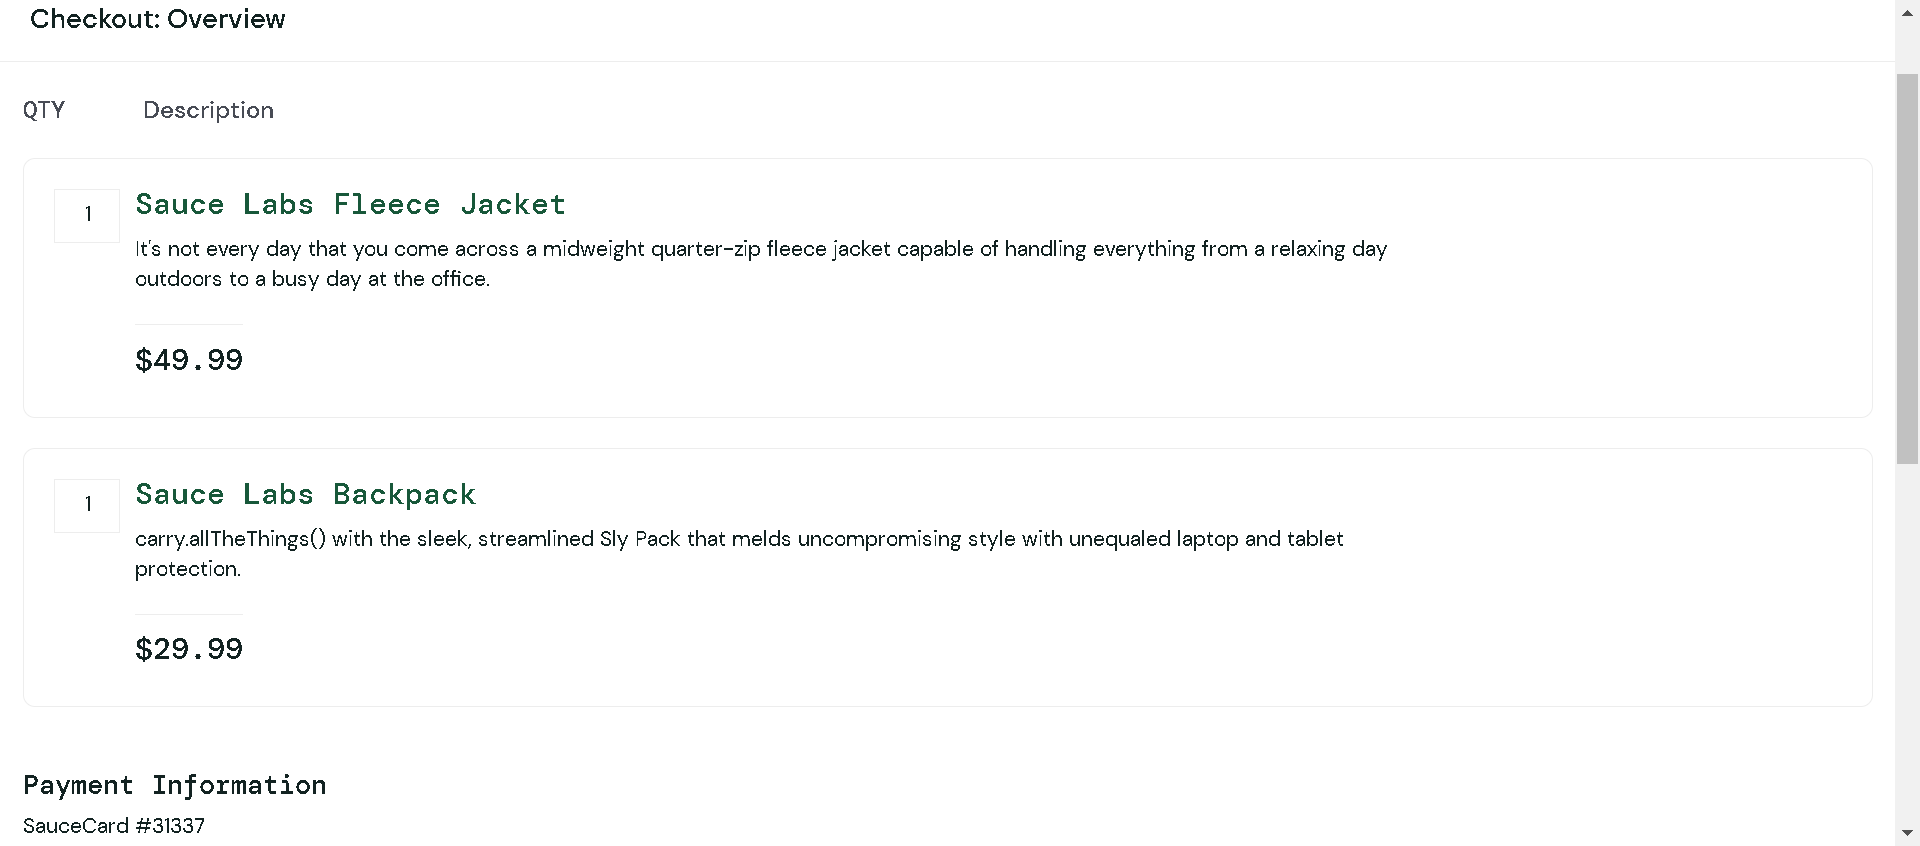 Checkout: Overview
QTY Description
1 Sauce Labs Fleece Jacket
It's not every day that you come across a midweight quarter-zip fleece jacket capable of handling everything from a relaxing day
outdoors to a busy day at the office.
$49.99
1 Sauce Labs Backpack
carry.allTheThings() with the sleek, streamlined Sly Pack that melds uncompromising style with unequaled laptop and tablet
protection.
$29.99
Payment Information
SauceCard #31337